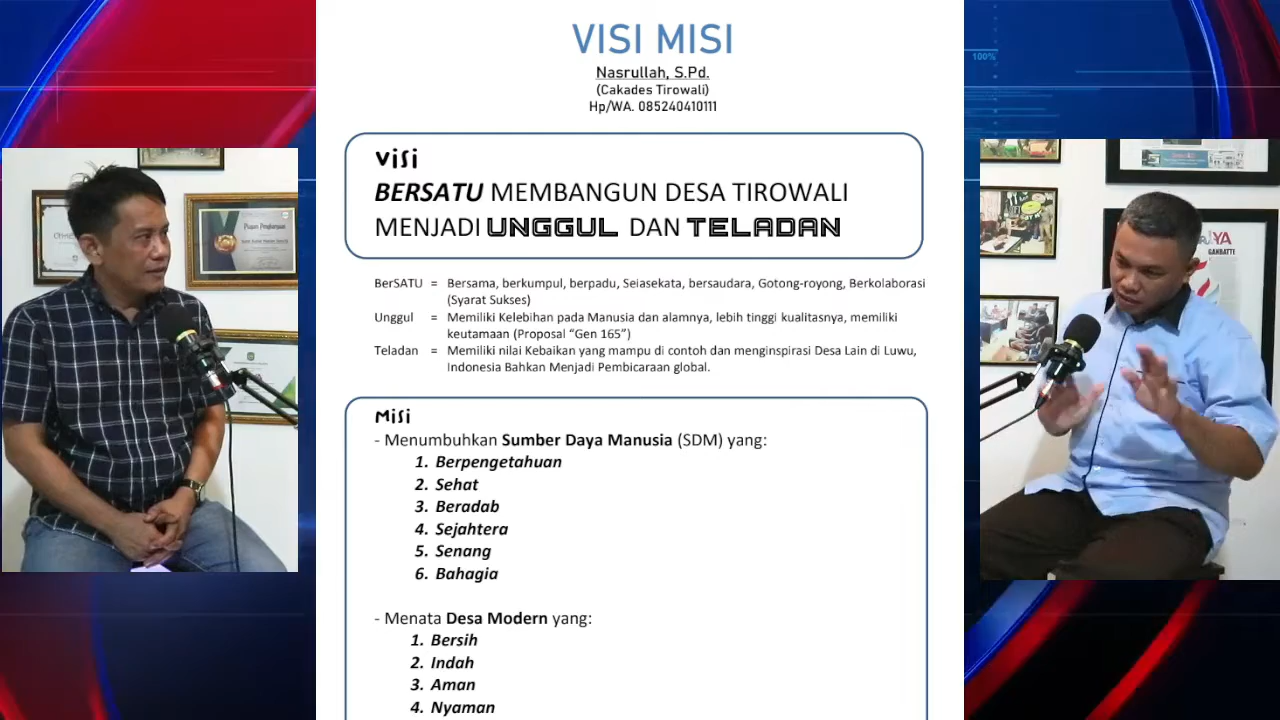 VISI MISI
Nasrullah, S.Pd.
(Cakades Tirowali)
Hp/WA. 085240410111
Visi
BERSATU MEMBANGUN DESA TIROWALI
MENJADI UNGGUL DAN TELADAN
BerSATU = Bersama, berkumpul, berpadu, Seiasekata, bersaudara, Gotong-royong, Berkolaborasi
(Syarat Sukses)
Unggul = Memiliki Kelebihan pada Manusia dan alamnya, lebih tinggi kualitasnya, memiliki
keutamaan (Proposal “Gen 165”)
Teladan = Memiliki nilai Kebaikan yang mampu di contoh dan menginspirasi Desa Lain di Luwu,
Indonesia Bahkan Menjadi Pembicaraan global.
Misi
- Menumbuhkan Sumber Daya Manusia (SDM) yang:
1. Berpengetahuan
2. Sehat
3. Beradab
4. Sejahtera
5. Senang
6. Bahagia
- Menata Desa Modern yang:
1. Bersih
2. Indah
3. Aman
4. Nyaman
100%
Piagam Penghargaan
GANBATTE